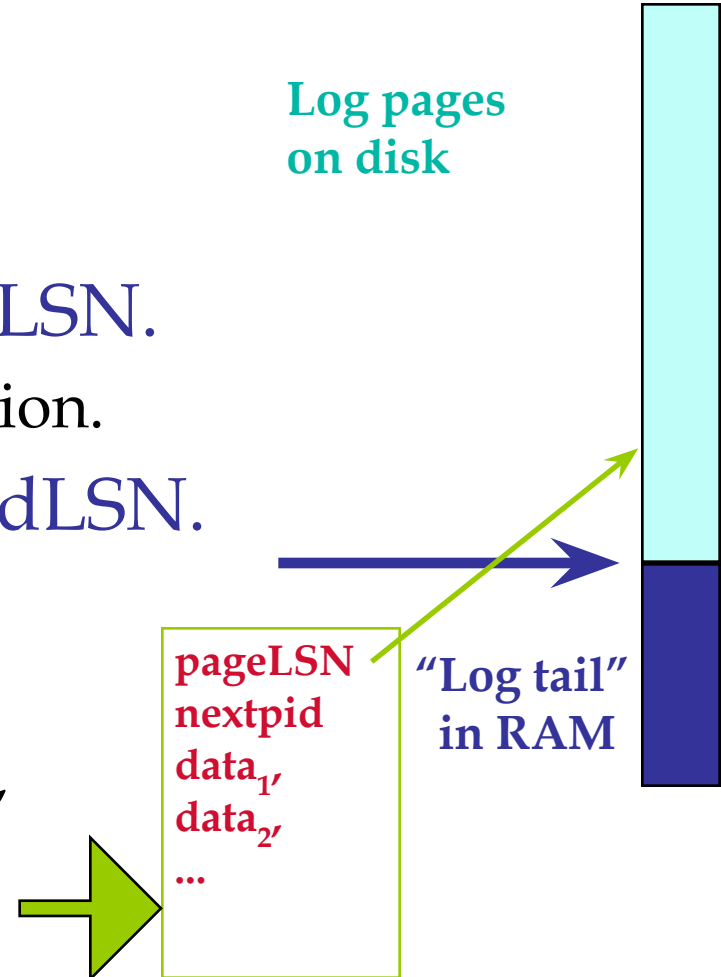 Log pages
on disk
LSN.
ion.
dLSN.
pageLSN
nextpid
data₁,
data₂,
...
“Log tail”
in RAM
,